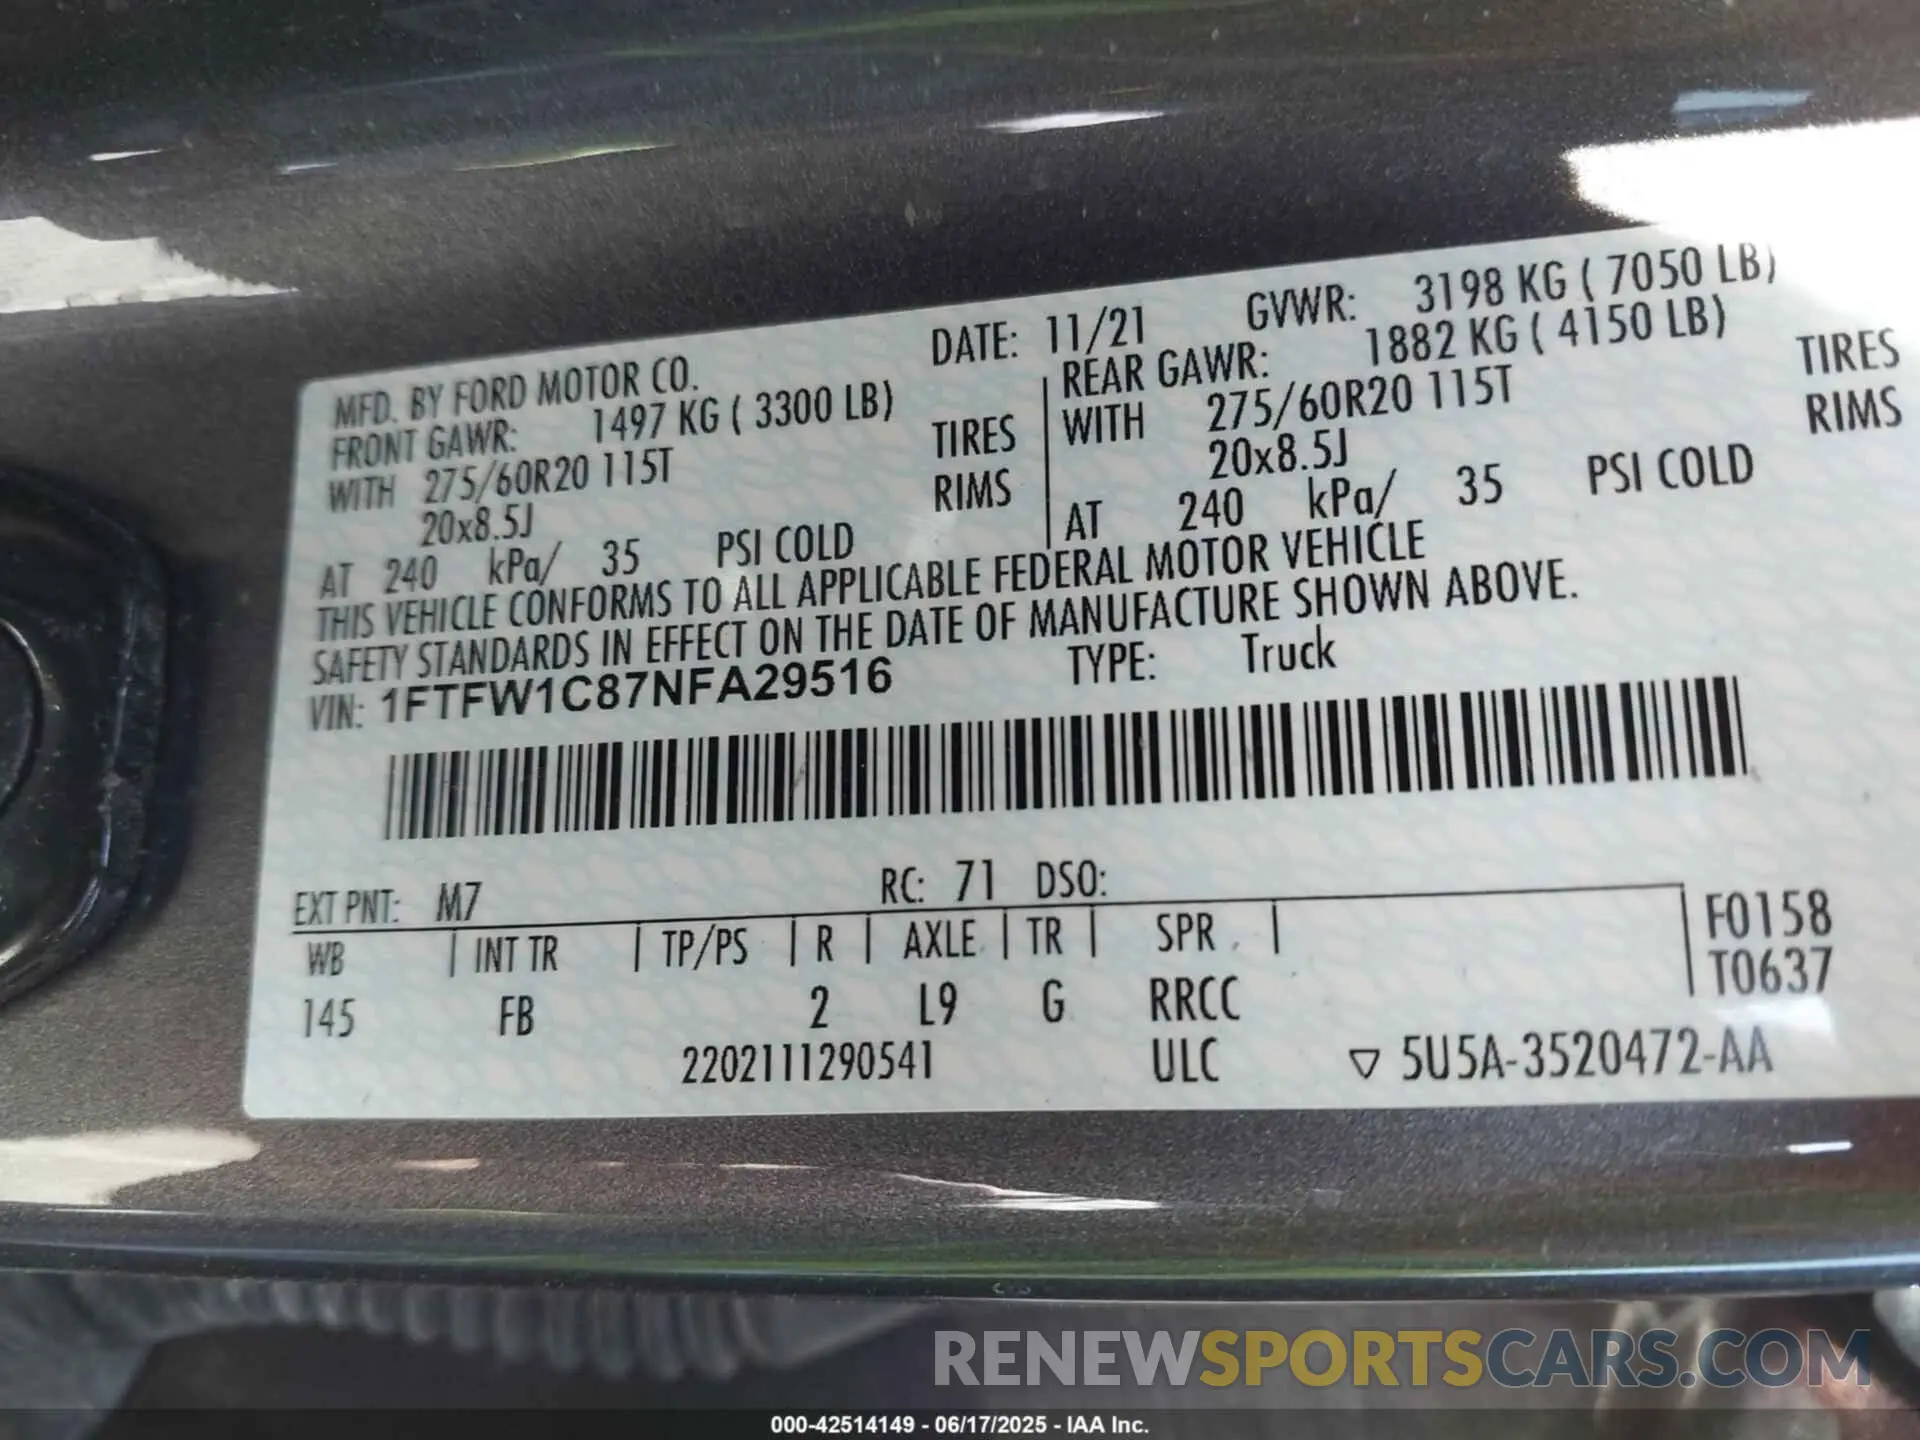 MFD. BY FORD MOTOR CO. DATE: 11/21 GVWR: 3198 KG ( 7050 LB)
FRONT GAWR: 1497 KG ( 3300 LB) REAR GAWR: 1882 KG ( 4150 LB)
WITH 275/60R20 115T TIRES WITH 275/60R20 115T TIRES
20x8.5J RIMS 20x8.5J RIMS
AT 240 kPa/ 35 PSI COLD AT 240 kPa/ 35 PSI COLD
THIS VEHICLE CONFORMS TO ALL APPLICABLE FEDERAL MOTOR VEHICLE
SAFETY STANDARDS IN EFFECT ON THE DATE OF MANUFACTURE SHOWN ABOVE.
VIN: 1FTFW1C87NFA29516 TYPE: Truck
EXT PNT: M7 RC: 71 DSO:
WB INT TR TP/PS R AXLE TR SPR F0158
T0637
145 FB 2 L9 G RRCC
2202111290541 ULC ▽ 5U5A-3520472-AA
RENEWSPORTSCARS.COM
000-42514149 - 06/17/2025 - IAA Inc.